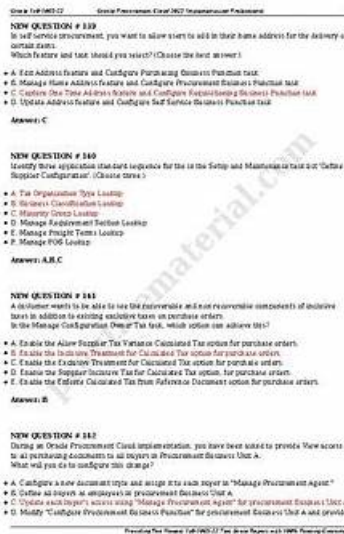 Oracle 1z0-1065-22 Oracle Procurement Cloud 2022 Implementation Professional
NEW QUESTION # 159
In self service procurement, you want to allow users to add in their home address for the delivery o
certain items.
Which feature and task should you select? (Choose the best answer.)
A. Edit Address feature and Configure Purchasing Business Function task
B. Manage Home Address feature and Configure Procurement Business Function task
C. Capture One Time Address feature and Configure Requisitioning Business Function task
D. Update Address feature and Configure Self Service Business Function task
Answer: C
NEW QUESTION # 160
Identify three application standard sequence for the in the Setup and Maintenance task list "Define
Supplier Configuration". (Choose three.)
A. Tax Organization Type Lookup
B. Business Classification Lookup
C. Minority Group Lookup
D. Manage Requirement Section Lookup
E. Manage Freight Terms Lookup
F. Manage FOB Lookup
Answer: A,B,C
NEW QUESTION # 161
A customer wants to be able to see the recoverable and non recoverable components of inclusive
taxes in addition to existing exclusive taxes on purchase orders.
In the Manage Configuration Owner Tax task, which option can achieve this?
A. Enable the Allow Supplier Tax Variance Calculated Tax option for purchase orders.
B. Enable the Inclusive Treatment for Calculated Tax option for purchase orders.
C. Enable the Exclusive Treatment for Calculated Tax option for purchase orders.
D. Enable the Supplier Inclusive Tax for Calculated Tax option, for purchase orders.
E. Enable the Enforce Calculated Tax from Reference Document option for purchase orders.
Answer: B
NEW QUESTION # 162
During an Oracle Procurement Cloud implementation, you have been asked to provide View access
to all purchasing documents to all buyers in Procurement Business Unit A.
What will you do to configure this change?
A. Configure a new document style and assign it to each buyer in "Manage Procurement Agent"
B. Define all buyers as employees in procurement Business Unit A
C. Update each buyer's access using "Manage Procurement Agent" for procurement Business Unit
D. Modify "Configure Procurement Business Function" for procurement Business Unit A and provid